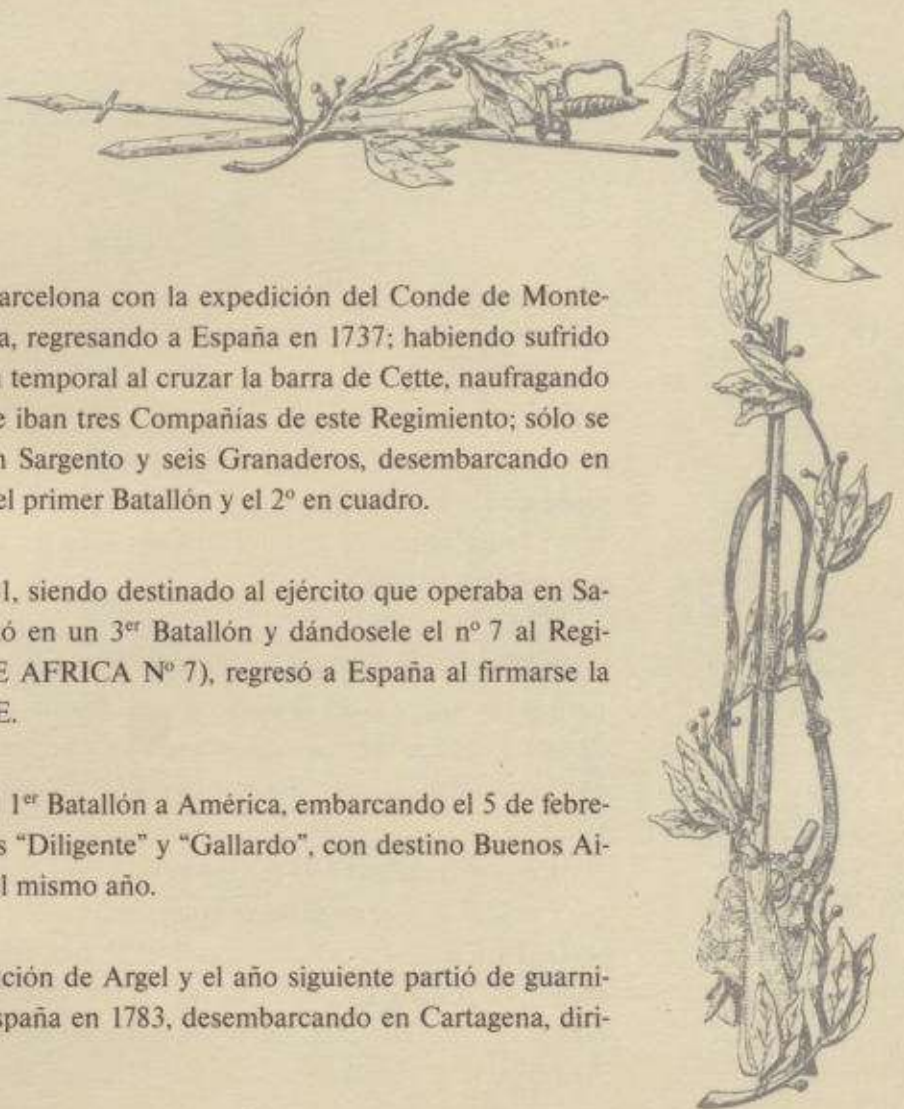 arcelona con la expedición del Conde de Monte-
a, regresando a España en 1737; habiendo sufrido
temporal al cruzar la barra de Cette, naufragando
e iban tres Compañías de este Regimiento; sólo se
n Sargento y seis Granaderos, desembarcando en
el primer Batallón y el 2º en cuadro.
1, siendo destinado al ejército que operaba en Sa-
ó en un 3er Batallón y dándosele el nº 7 al Regi-
E AFRICA Nº 7), regresó a España al firmarse la
E.
1er Batallón a América, embarcando el 5 de febre-
s "Diligente" y "Gallardo", con destino Buenos Ai-
l mismo año.
ción de Argel y el año siguiente partió de guarni-
spaña en 1783, desembarcando en Cartagena, diri-